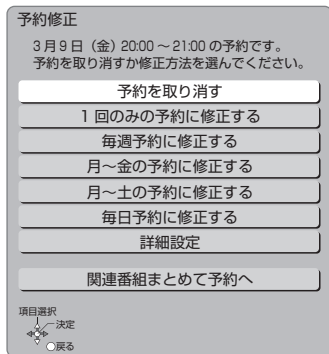 予約修正
3月9日（金）20:00～21:00の予約です。
予約を取り消すか修正方法を選んでください。
予約を取り消す
1回のみの予約に修正する
毎週予約に修正する
月～金の予約に修正する
月～土の予約に修正する
毎日予約に修正する
詳細設定
関連番組まとめて予約へ
項目選択
決定
戻る